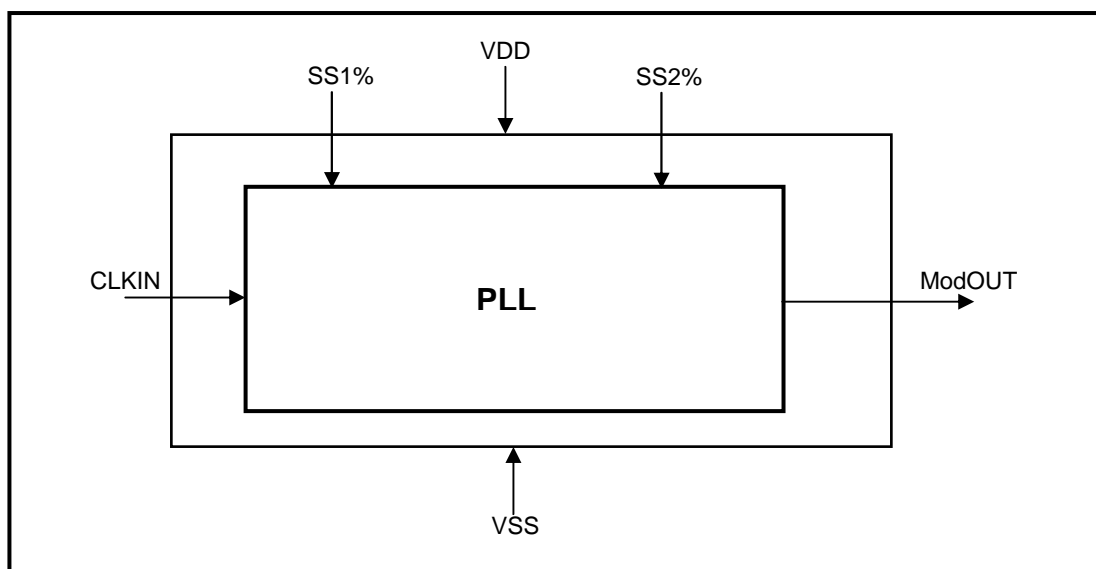 VDD
SS1%
SS2%
CLKIN
ModOUT
PLL
VSS